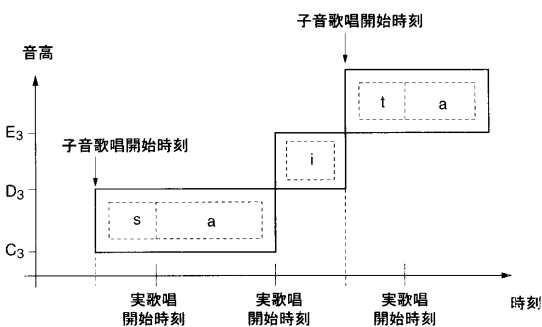 子音歌唱開始時刻
音高
t a
E3
子音歌唱開始時刻
i
D3
s a
C3
実歌唱 実歌唱 実歌唱
開始時刻 開始時刻 開始時刻
時刻